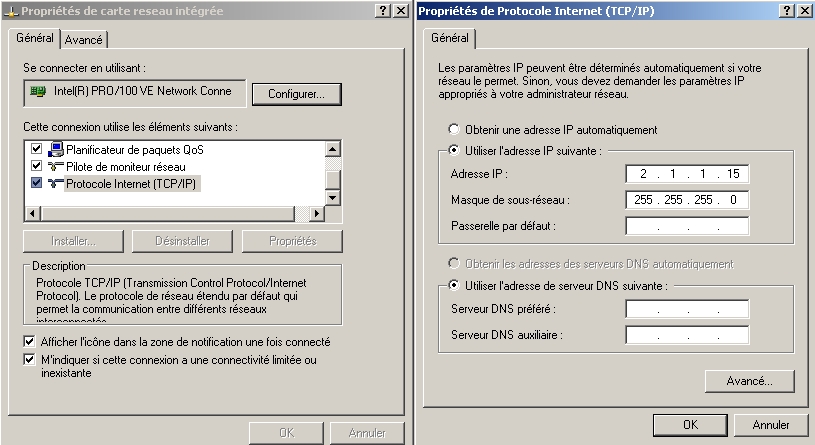 Propriétés de carte reseau intégrée
Général
Avancé
Se connecter en utilisant :
Intel(R) PRO/100 VE Network Conne
Configurer...
Cette connexion utilise les éléments suivants :
Planificateur de paquets QoS
Pilote de moniteur réseau
Protocole Internet (TCP/IP)
Installer...
Désinstaller
Propriétés
Description
Protocole TCP/IP (Transmission Control Protocol/Internet
Protocol). Le protocole de réseau étendu par défaut qui
permet la communication entre différents réseaux
interconnectés.
Afficher l'icône dans la zone de notification une fois connecté
M'indiquer si cette connexion a une connectivité limitée ou
inexistante
OK
Annuler
Propriétés de Protocole Internet (TCP/IP)
Général
Les paramètres IP peuvent être déterminés automatiquement si votre
réseau le permet. Sinon, vous devez demander les paramètres IP
appropriés à votre administrateur réseau.
Obtenir une adresse IP automatiquement
Utiliser l'adresse IP suivante :
Adresse IP : 2 . 1 . 1 . 15
Masque de sous-réseau : 255 . 255 . 255 . 0
Passerelle par défaut : . . .
Obtenir les adresses des serveurs DNS automatiquement
Utiliser l'adresse de serveur DNS suivante :
Serveur DNS préféré : . . .
Serveur DNS auxiliaire : . . .
Avancé...
OK
Annuler